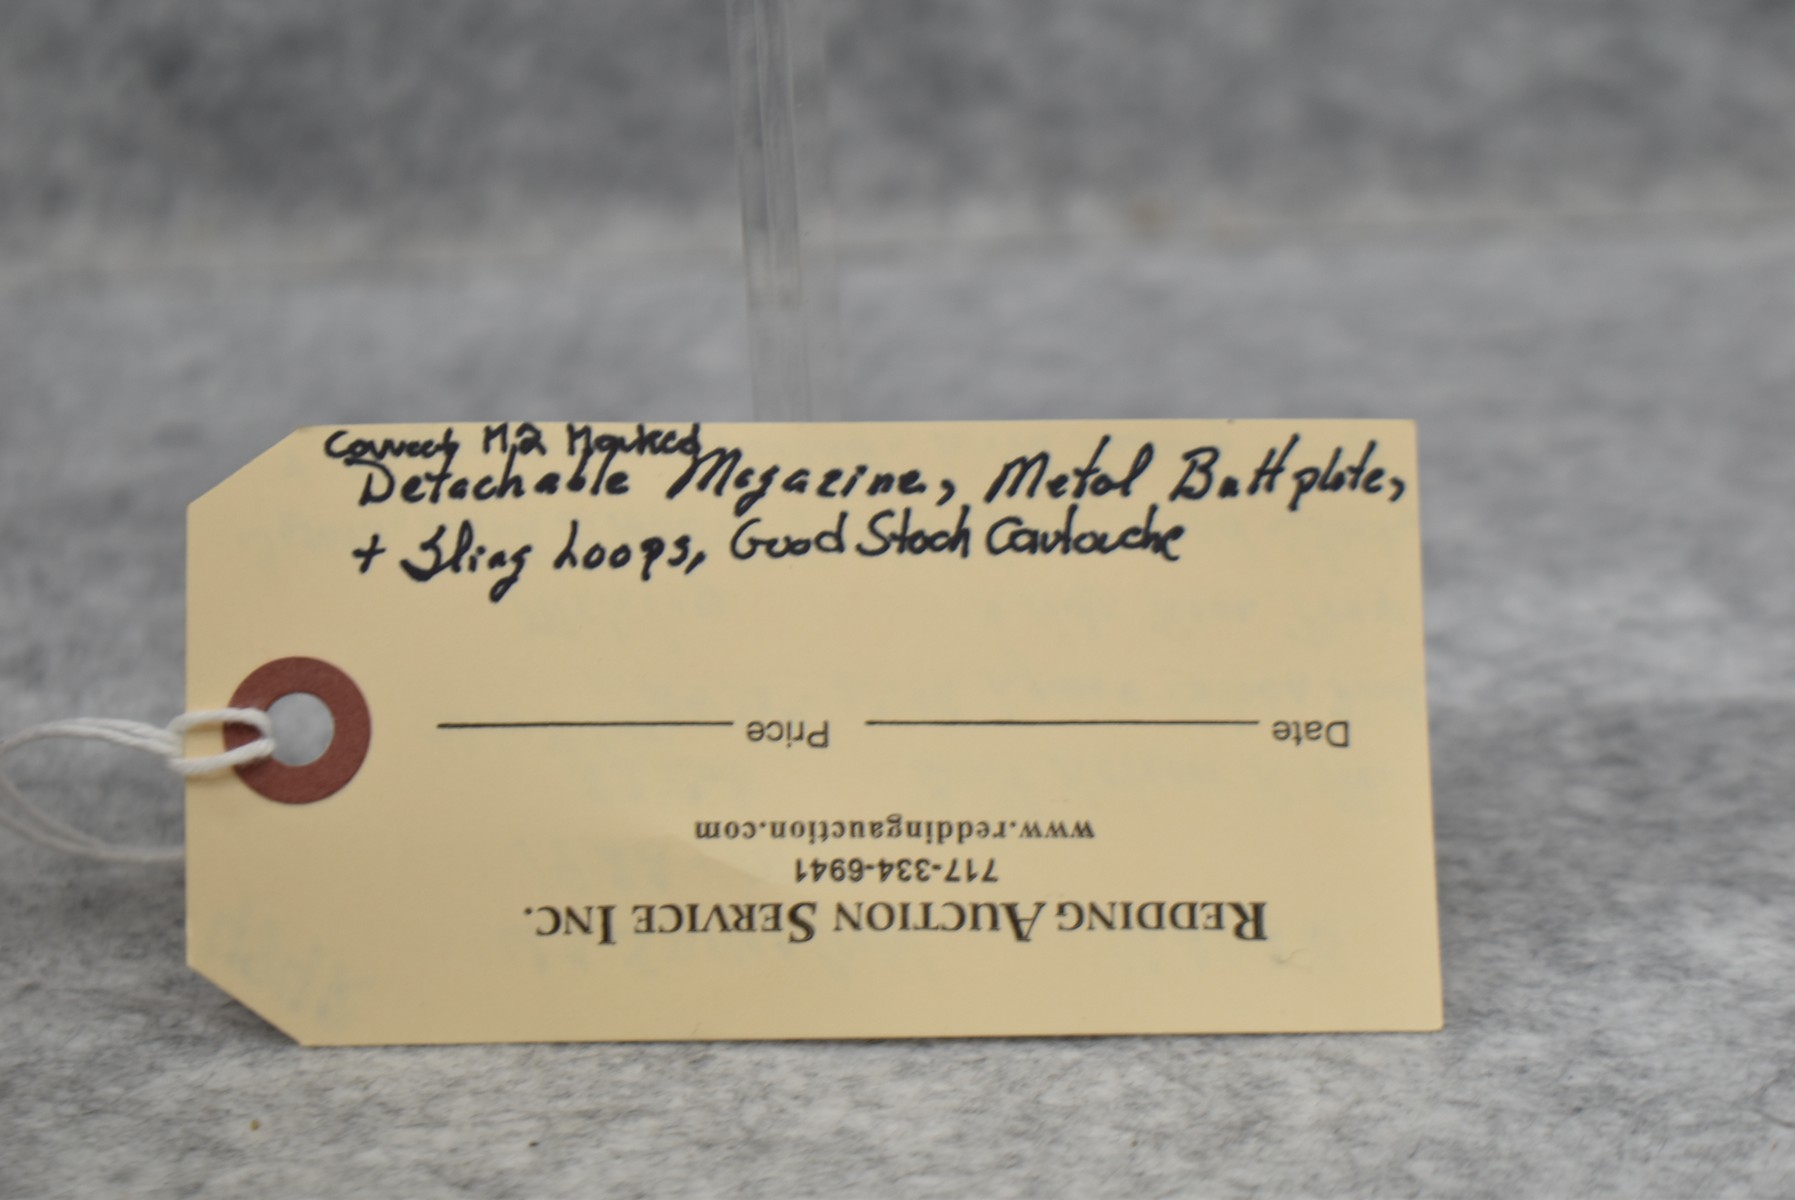 Correct M2 Marked
Detachable Magazine, Metal Buttplate,
+ Sling Loops, Good Stock Cartouche
Date Price
www.reddingauction.com
717-334-6941
REDDING AUCTION SERVICE INC.